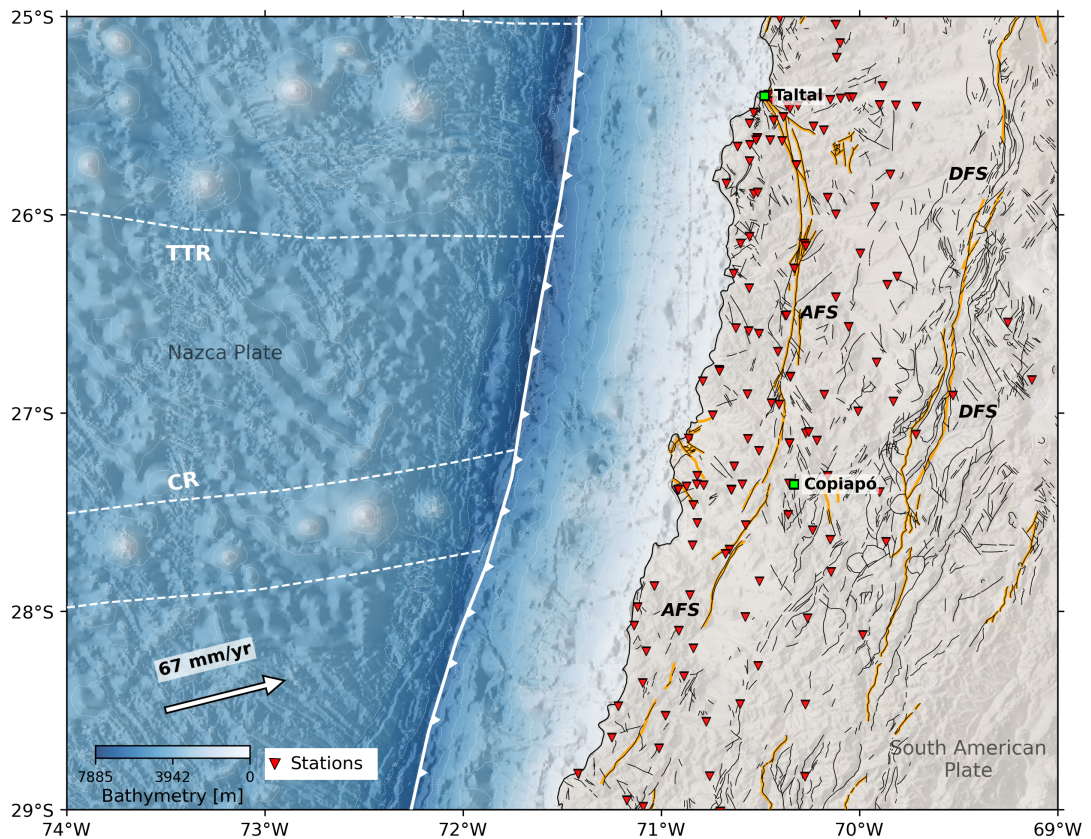 25°S
26°S
27°S
28°S
29°S
74°W
73°W
72°W
71°W
70°W
69°W
Taltal
DFS
TTR
AFS
Nazca Plate
DFS
CR
Copiapó
AFS
67 mm/yr
South American
Plate
Stations
7885
3942
0
Bathymetry [m]